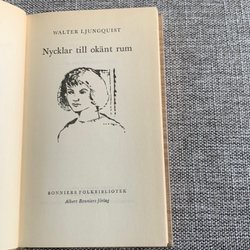 WALTER LJUNGQUIST
Nycklar till okänt rum
BONNIERS FOLKBIBLIOTEK
Albert Bonniers förlag